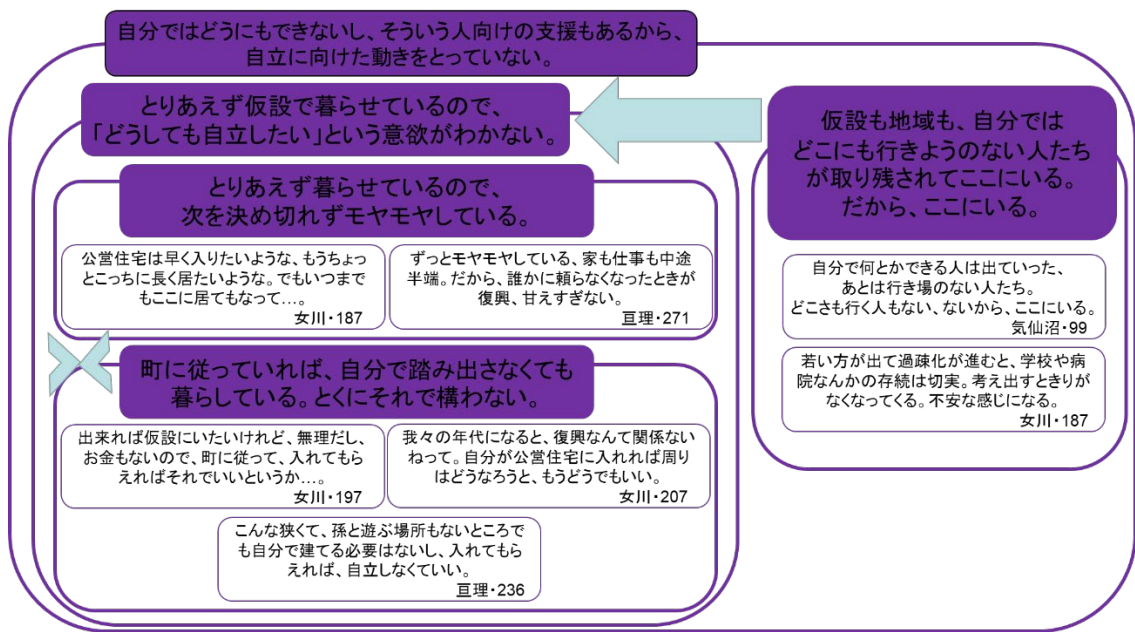 自分ではどうにもできないし、そういう人向けの支援もあるから、
自立に向けた動きをとっていない。
とりあえず仮設で暮らせているので、
「どうしても自立したい」という意欲がわかない。
とりあえず暮らせているので、
次を決め切れずモヤモヤしている。
公営住宅は早く入りたいような、もうちょっ
とこっちに長く居たいような。でもいつまで
もここに居てもなって…。
女川・187
ずっとモヤモヤしている、家も仕事も中途
半端。だから、誰かに頼らなくなったときが
復興、甘えすぎない。
亘理・271
町に従っていれば、自分で踏み出さなくても
暮らしている。とくにそれで構わない。
出来れば仮設にいたいけれど、無理だし、
お金もないので、町に従って、入れてもら
えればそれでいいというか…。
女川・197
我々の年代になると、復興なんて関係ない
ねって。自分が公営住宅に入れれば周り
はどうなろうと、もうどうでもいい。
女川・207
こんな狭くて、孫と遊ぶ場所もないところで
も自分で建てる必要はないし、入れてもら
えれば、自立しなくていい。
亘理・236
仮設も地域も、自分では
どこにも行きようのない人たち
が取り残されてここにいる。
だから、ここにいる。
自分で何とかできる人は出ていった、
あとは行き場のない人たち。
どこさも行く人もない、ないから、ここにいる。
気仙沼・99
若い方が出て過疎化が進むと、学校や病
院なんかの存続は切実。考え出すときりが
なくなってくる。不安な感じになる。
女川・187